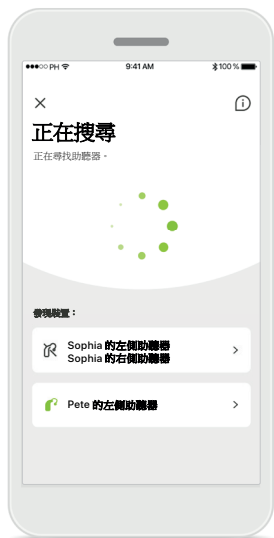 PH
9:41 AM
100 %
正在搜尋
正在尋找助聽器。
發現裝置：
Sophia 的左側助聽器
Sophia 的右側助聽器
Pete 的左側助聽器